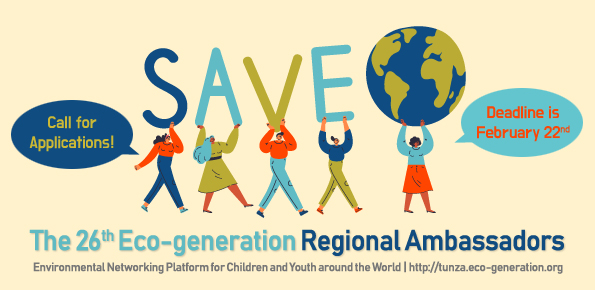 SAVE
Call for
Applications!
Deadline is
February 22nd
The 26th Eco-generation Regional Ambassadors
Environmental Networking Platform for Children and Youth around the World | http://tunza.eco-generation.org